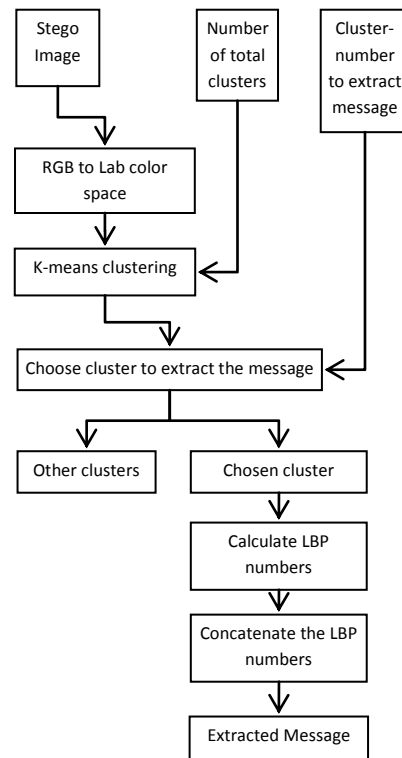 Stego
Image
Number
of total
clusters
Cluster-
number
to extract
message
RGB to Lab color
space
K-means clustering
Choose cluster to extract the message
Other clusters
Chosen cluster
Calculate LBP
numbers
Concatenate the LBP
numbers
Extracted Message